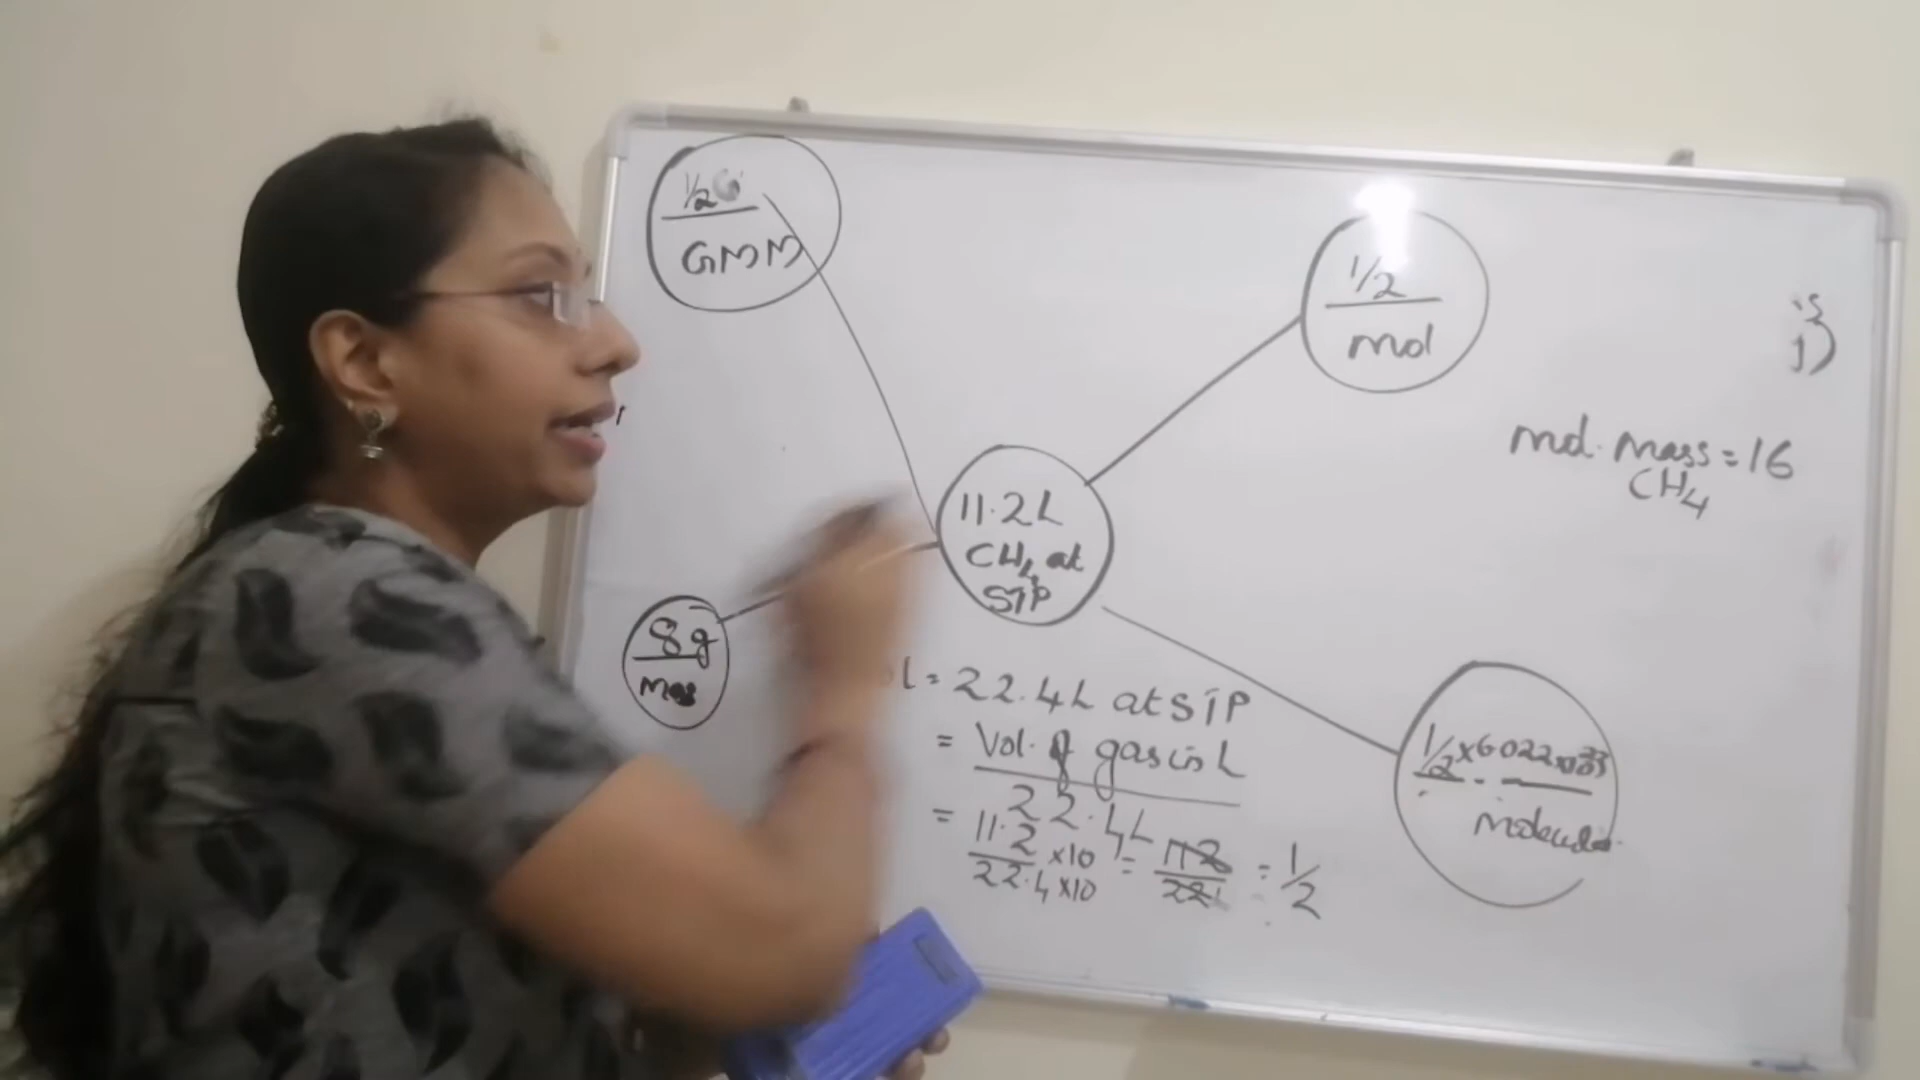 1/2
GMM
1/2
mol
mol. mass = 16
CH4
11.2L
CH4 at
STP
8g
mass
ol = 22.4L at STP
= Vol. of gas in L
22.4L
= 11.2 x10 = 112 = 1
22.4 x10 224 2
1/2 x 6.022 x 10^23
molecules